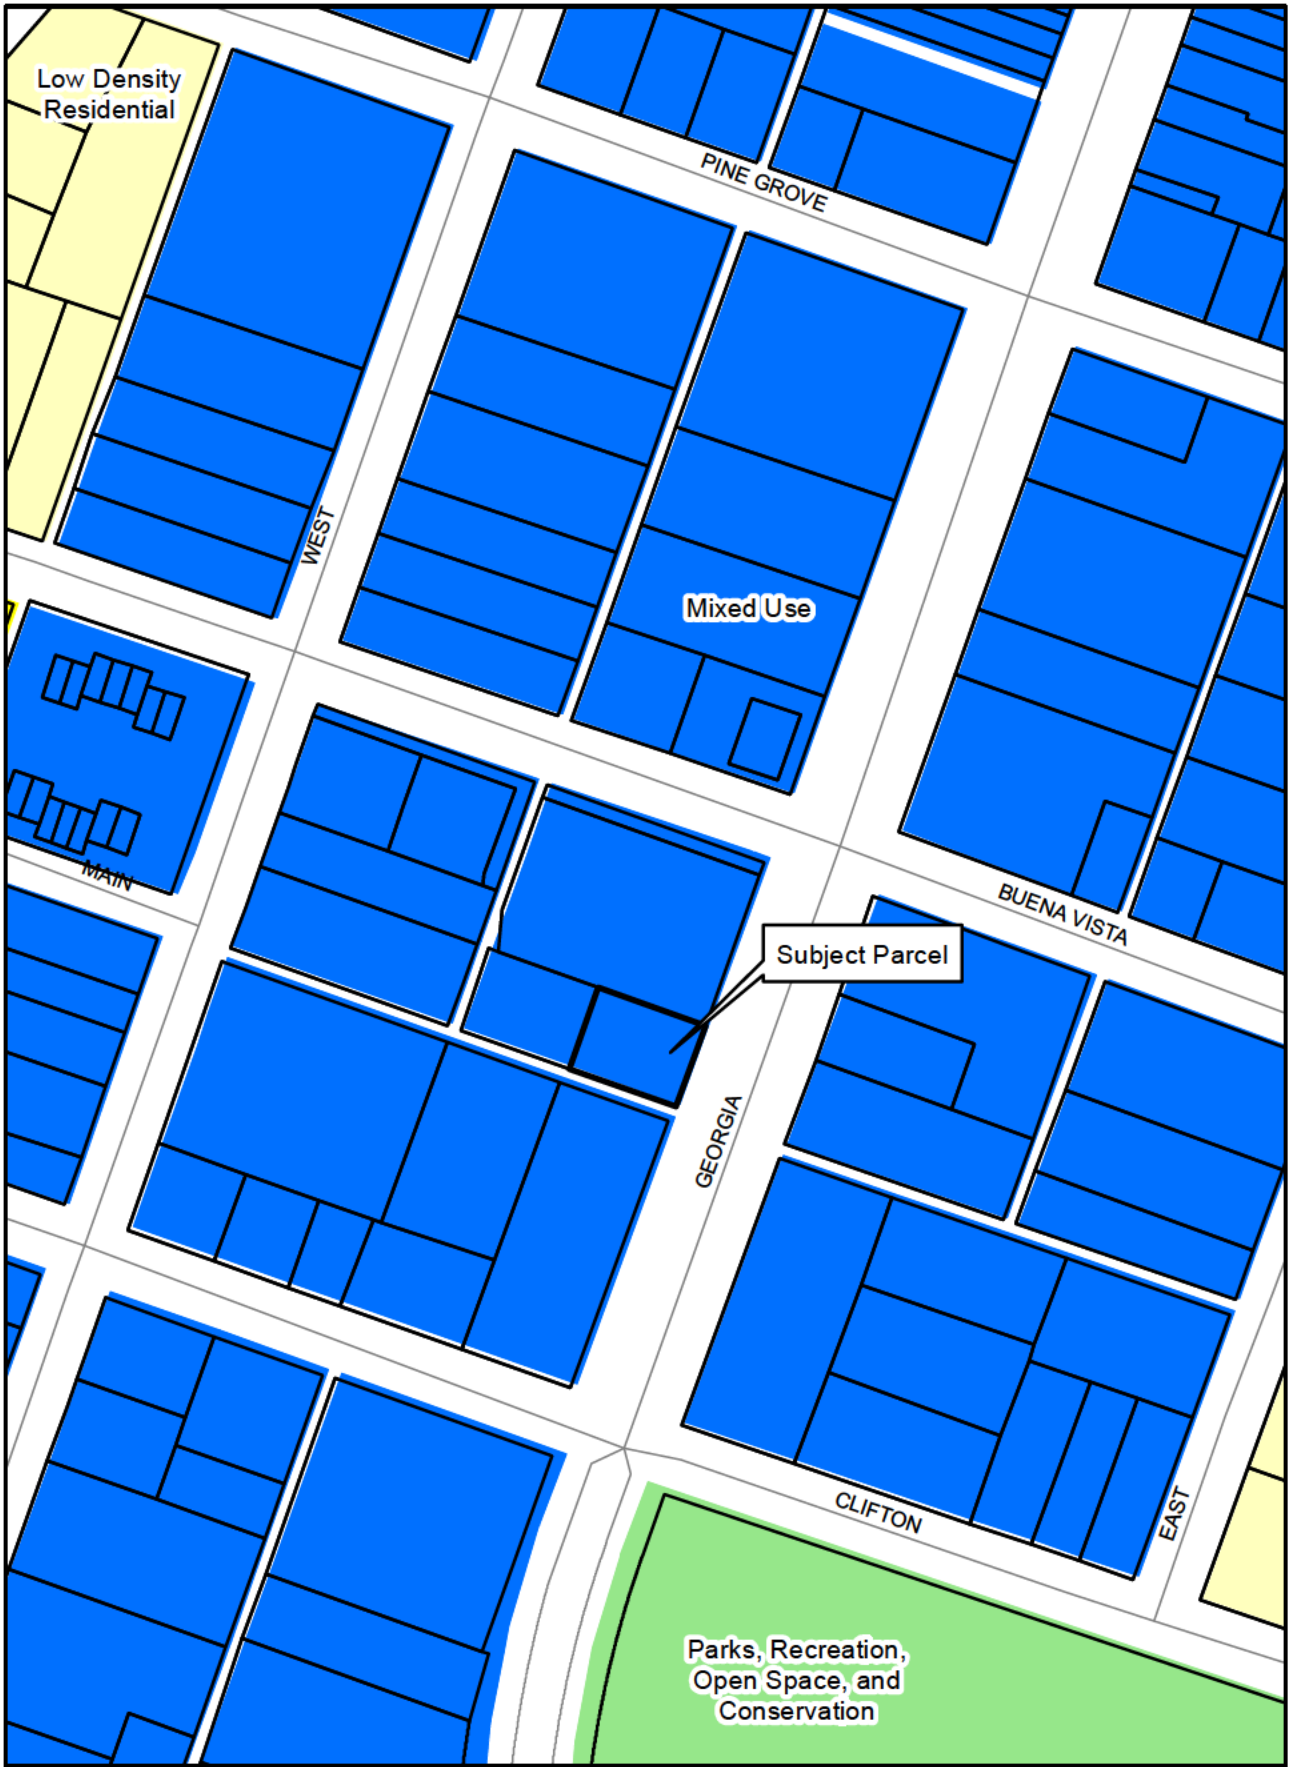 Low Density
Residential
PINE GROVE
WEST
Mixed Use
MAIN
BUENA VISTA
Subject Parcel
GEORGIA
CLIFTON
EAST
Parks, Recreation,
Open Space, and
Conservation